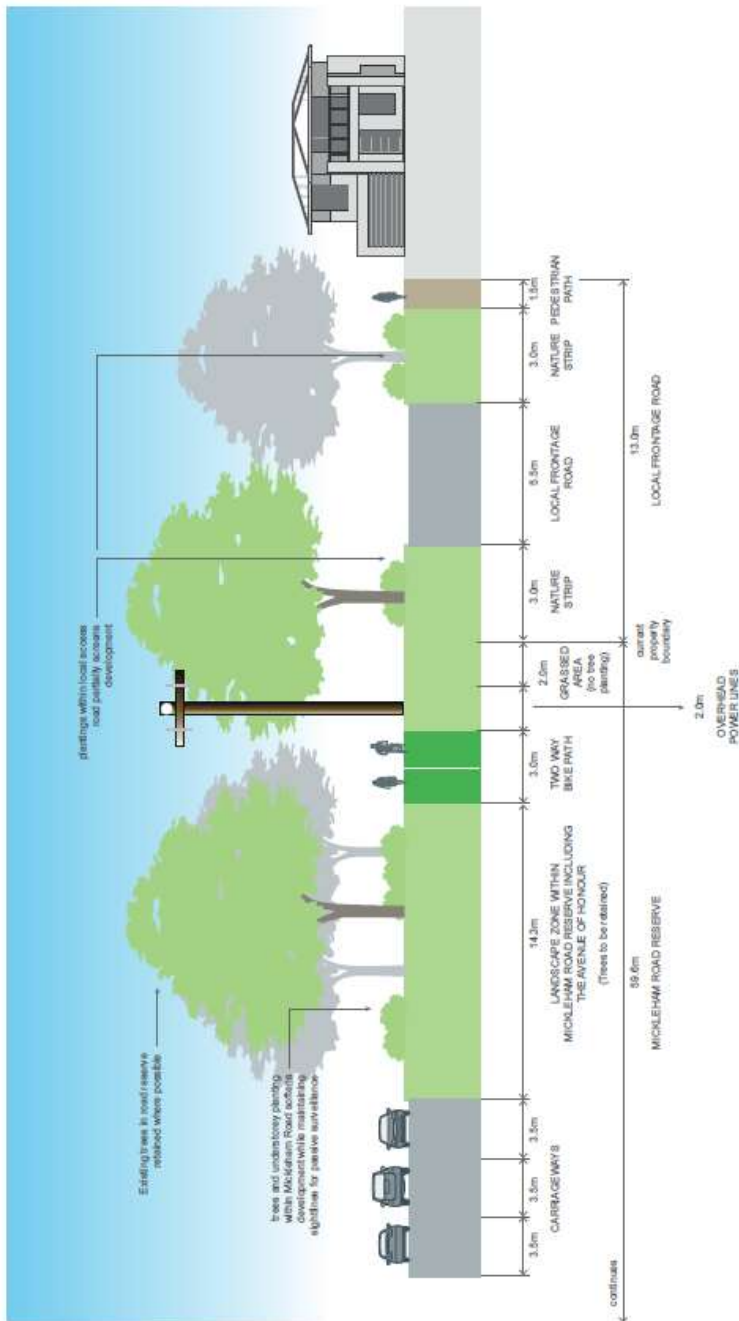 Existing trees in road reserve
retained where possible
trees and understorey planting
within Mickleham Road softens
development while maintaining
sightlines for passive surveillance
plantings within local access
road partially screens
development
3.5m
3.5m
3.5m
CARRIAGEWAYS
14.3m
LANDSCAPE ZONE WITHIN
MICKLEHAM ROAD RESERVE INCLUDING
THE AVENUE OF HONOUR
(Trees to be retained)
3.0m
TWO WAY
BIKE PATH
2.0m
GRASSED
AREA
(no tree
planting)
3.0m
NATURE
STRIP
5.5m
LOCAL FRONTAGE
ROAD
3.0m
NATURE
STRIP
1.5m
PEDESTRIAN
PATH
continues
59.6m
MICKLEHAM ROAD RESERVE
current
property
boundary
13.0m
LOCAL FRONTAGE ROAD
2.0m
OVERHEAD
POWER LINES